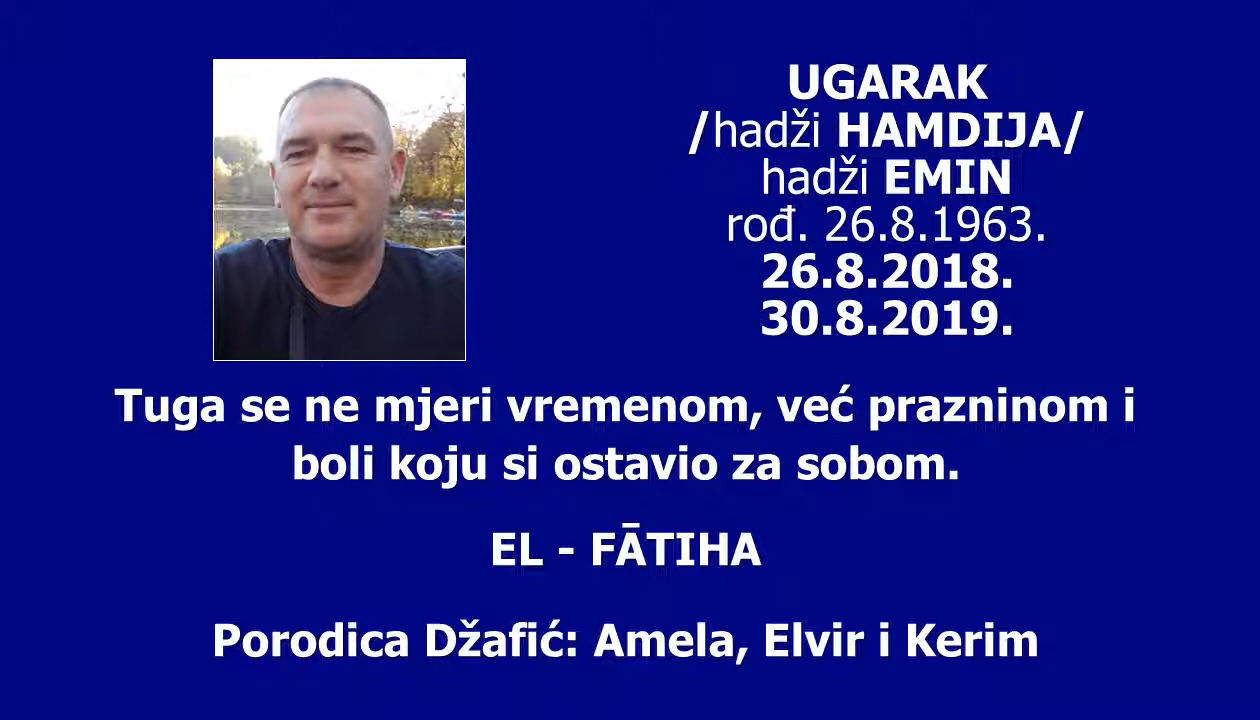 UGARAK
/hadži HAMDIJA/
hadži EMIN
rođ. 26.8.1963.
26.8.2018.
30.8.2019.
Tuga se ne mjeri vremenom, već prazninom i
boli koju si ostavio za sobom.
EL - FĀTIHA
Porodica Džafić: Amela, Elvir i Kerim